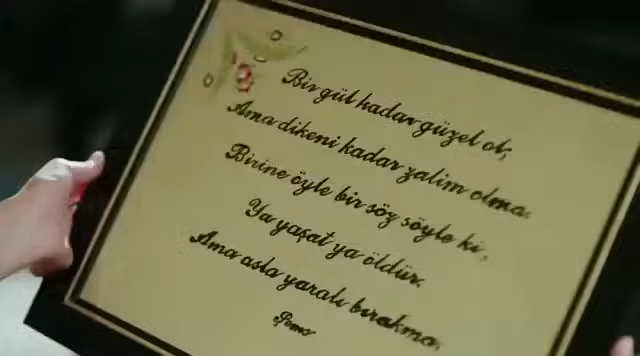 Bir gül kadar güzel ol,
Ama dikeni kadar zalim olma.
Birine öyle bir söz söyle ki,
Ya yaşat ya öldür.
Ama asla yaralı bırakma.
Şems